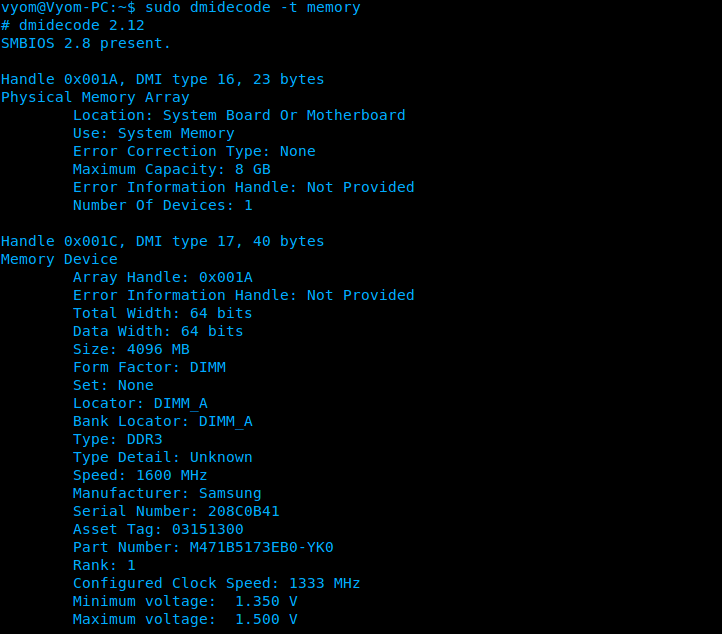 vyom@Vyom-PC:~$ sudo dmidecode -t memory
# dmidecode 2.12
SMBIOS 2.8 present.
Handle 0x001A, DMI type 16, 23 bytes
Physical Memory Array
Location: System Board Or Motherboard
Use: System Memory
Error Correction Type: None
Maximum Capacity: 8 GB
Error Information Handle: Not Provided
Number Of Devices: 1
Handle 0x001C, DMI type 17, 40 bytes
Memory Device
Array Handle: 0x001A
Error Information Handle: Not Provided
Total Width: 64 bits
Data Width: 64 bits
Size: 4096 MB
Form Factor: DIMM
Set: None
Locator: DIMM_A
Bank Locator: DIMM_A
Type: DDR3
Type Detail: Unknown
Speed: 1600 MHz
Manufacturer: Samsung
Serial Number: 208C0B41
Asset Tag: 03151300
Part Number: M471B5173EB0-YK0
Rank: 1
Configured Clock Speed: 1333 MHz
Minimum voltage:  1.350 V
Maximum voltage:  1.500 V